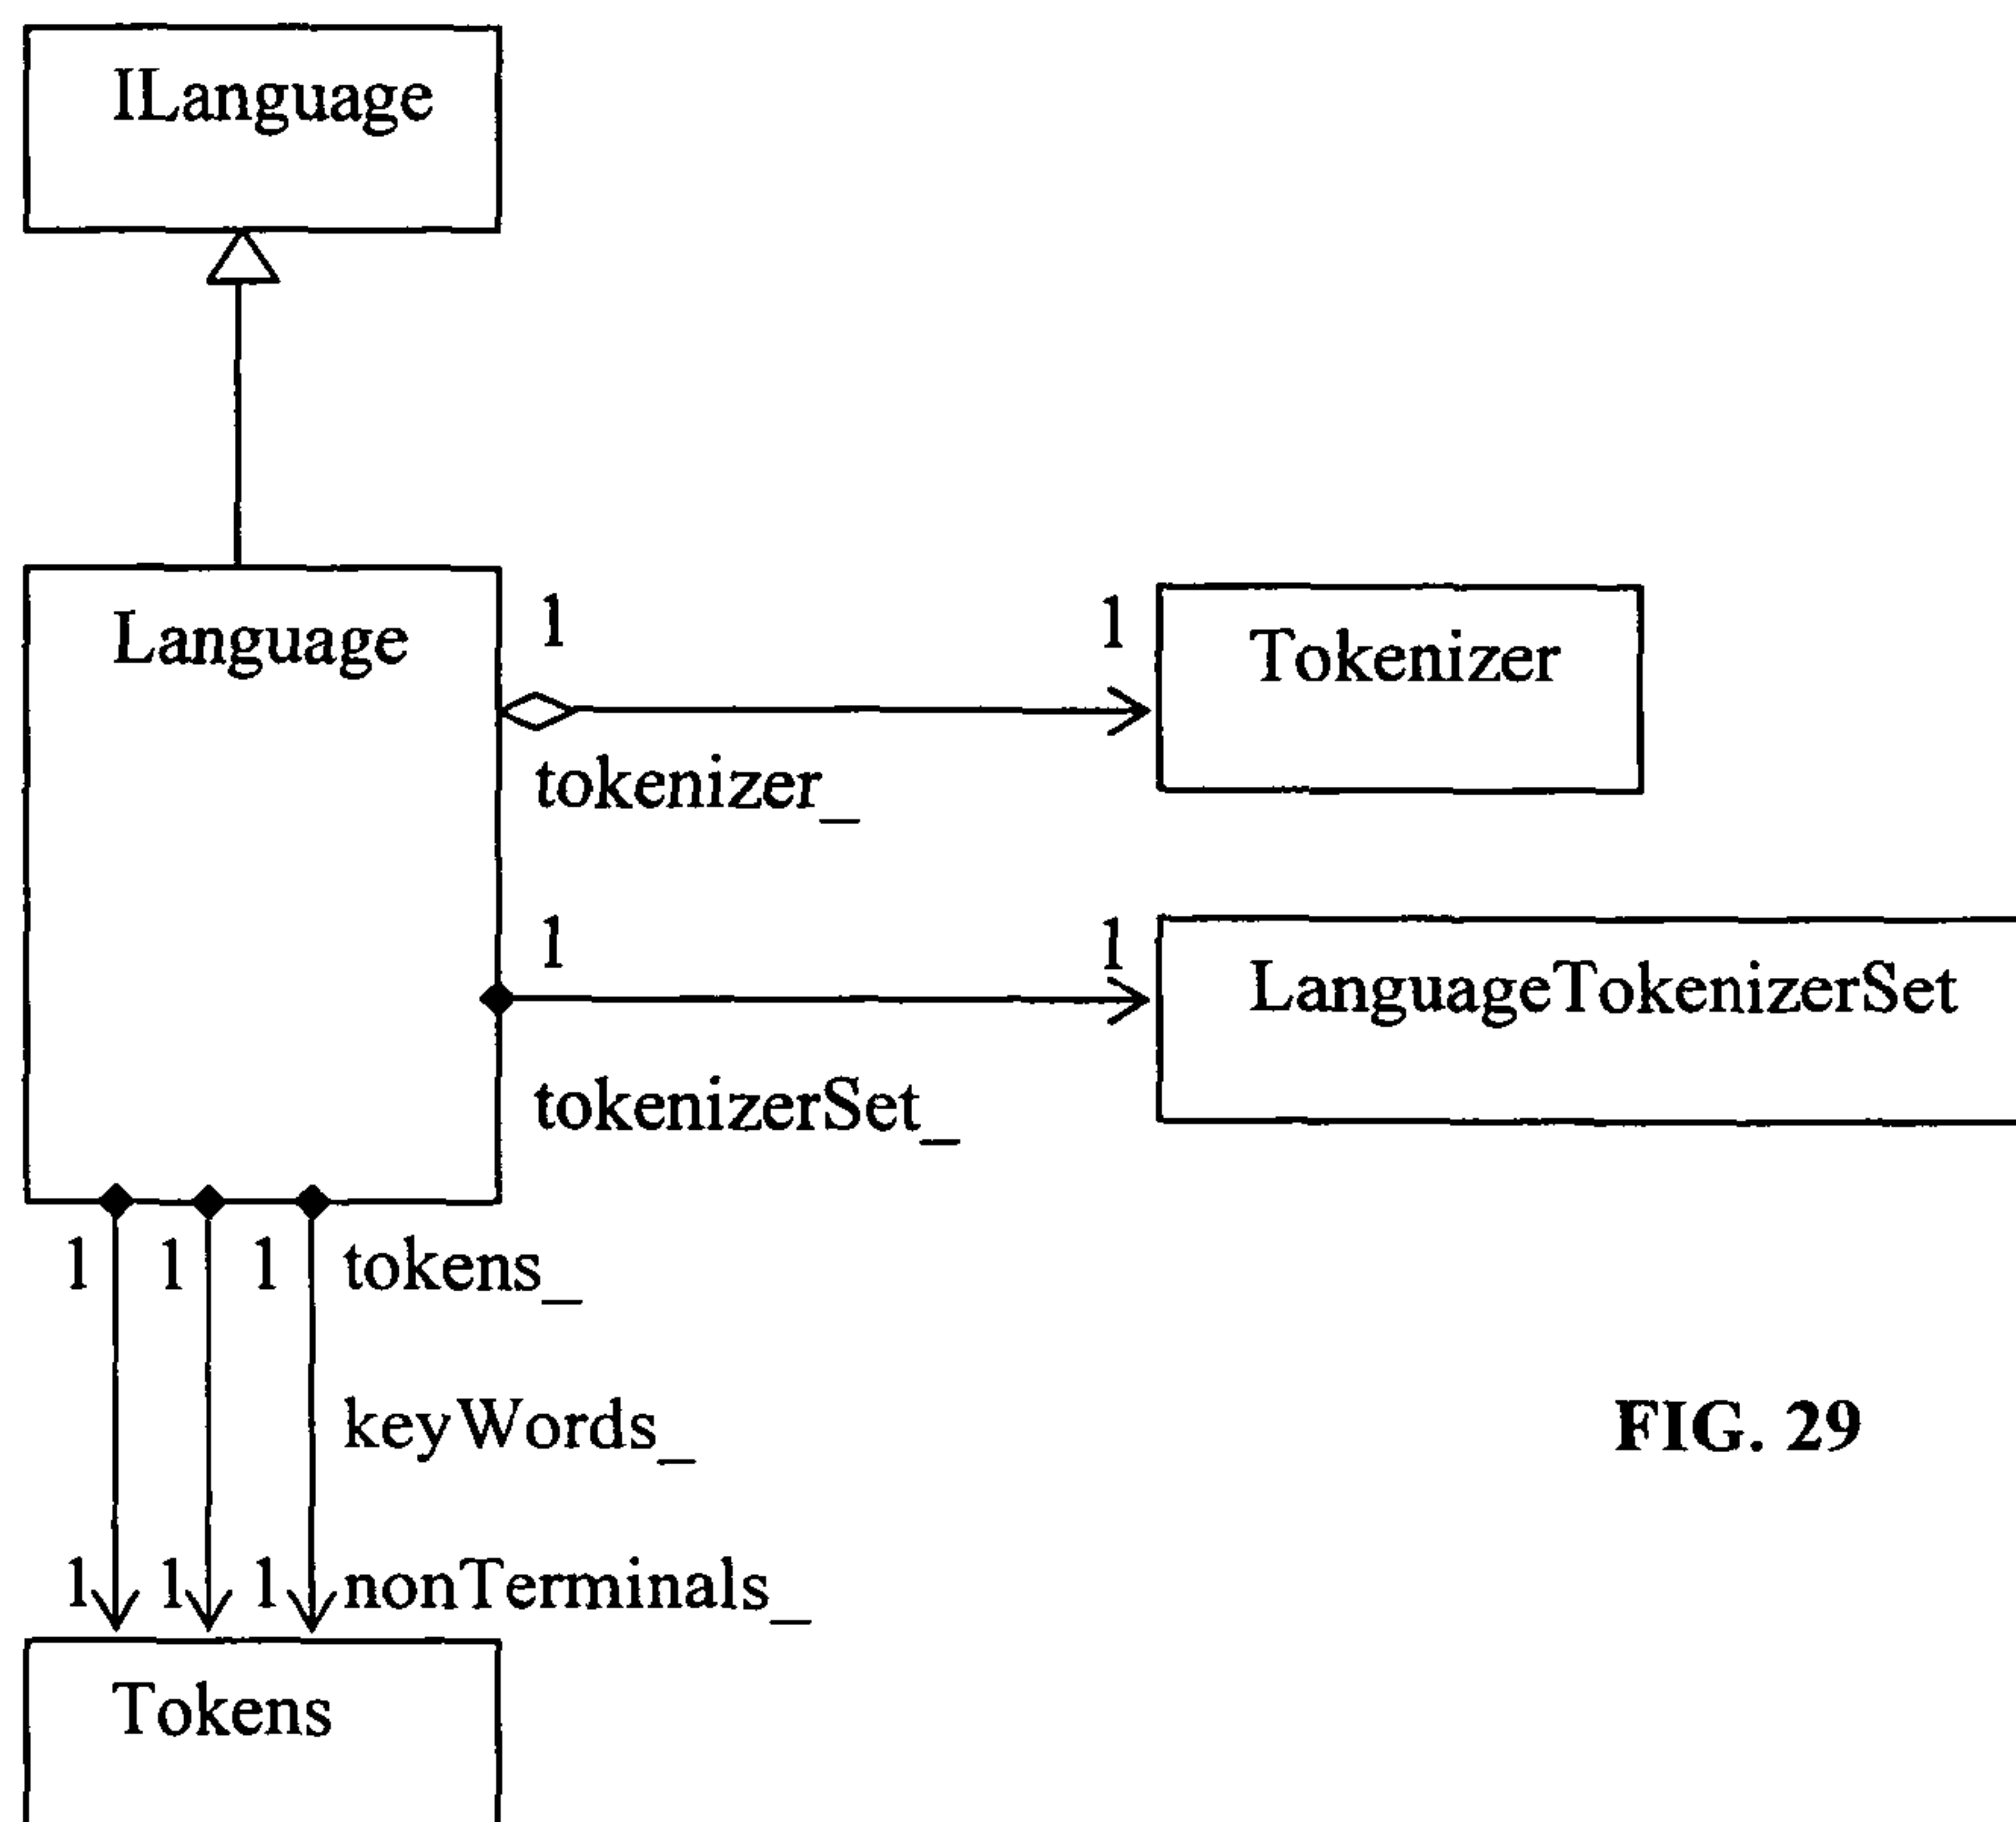 ILanguage
Language
1 1
Tokenizer
tokenizer_
1 1
LanguageTokenizerSet
tokenizerSet_
1 1 1 tokens_
keyWords_
FIG. 29
1 1 1 nonTerminals_
Tokens